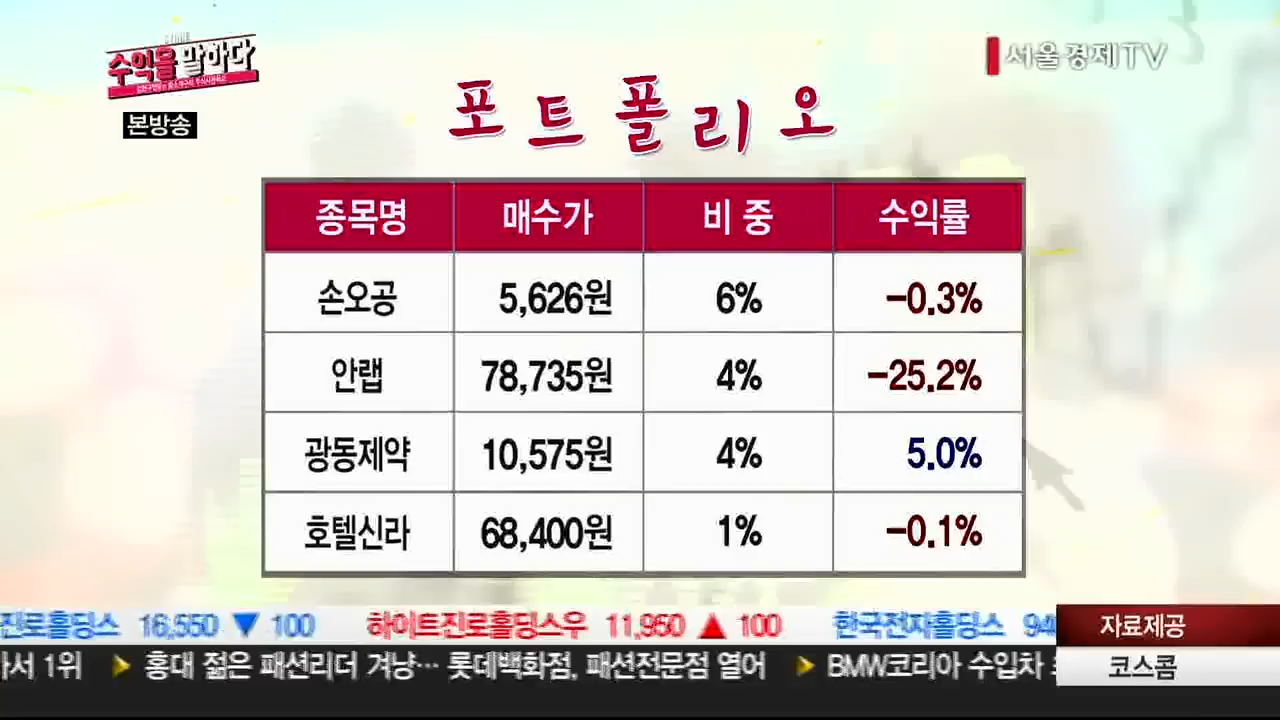 수익을 말하다
서울경제TV
본방송
포트폴리오
종목명 매수가 비 중 수익률
손오공 5,626원 6% -0.3%
안랩 78,735원 4% -25.2%
광동제약 10,575원 4% 5.0%
호텔신라 68,400원 1% -0.1%
진로홀딩스 16,550 ▼ 100 하이트진로홀딩스우 11,950 ▲ 100 한국전자홀딩스 94
자료제공
서 1위 ▶ 홍대 젊은 패션리더 겨냥… 롯데백화점, 패션전문점 열어 ▶ BMW코리아 수입차
코스콤